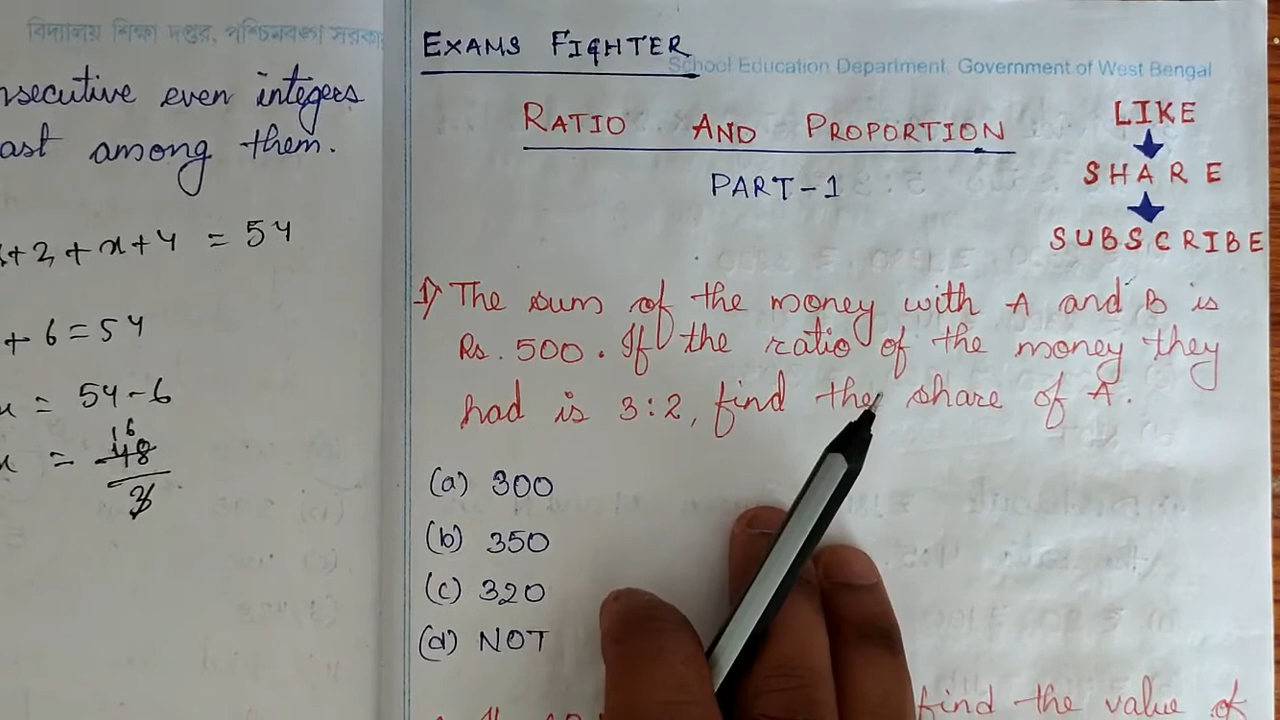 বিদ্যালয় শিক্ষা দপ্তর, পশ্চিমবঙ্গ সরকার
nsecutive even integers
ast among them.
+2+x+4 = 54
+ 6 = 54
x = 54-6
x = 48
3
16
EXAMS FIGHTER
School Education Department, Government of West Bengal
RATIO AND PROPORTION
PART-1
LIKE
SHARE
SUBSCRIBE
1) The sum of the money with A and B is
Rs. 500. If the ratio of the money they
had is 3:2, find the share of A.
(a) 300
(b) 350
(c) 320
(d) NOT
find the value of